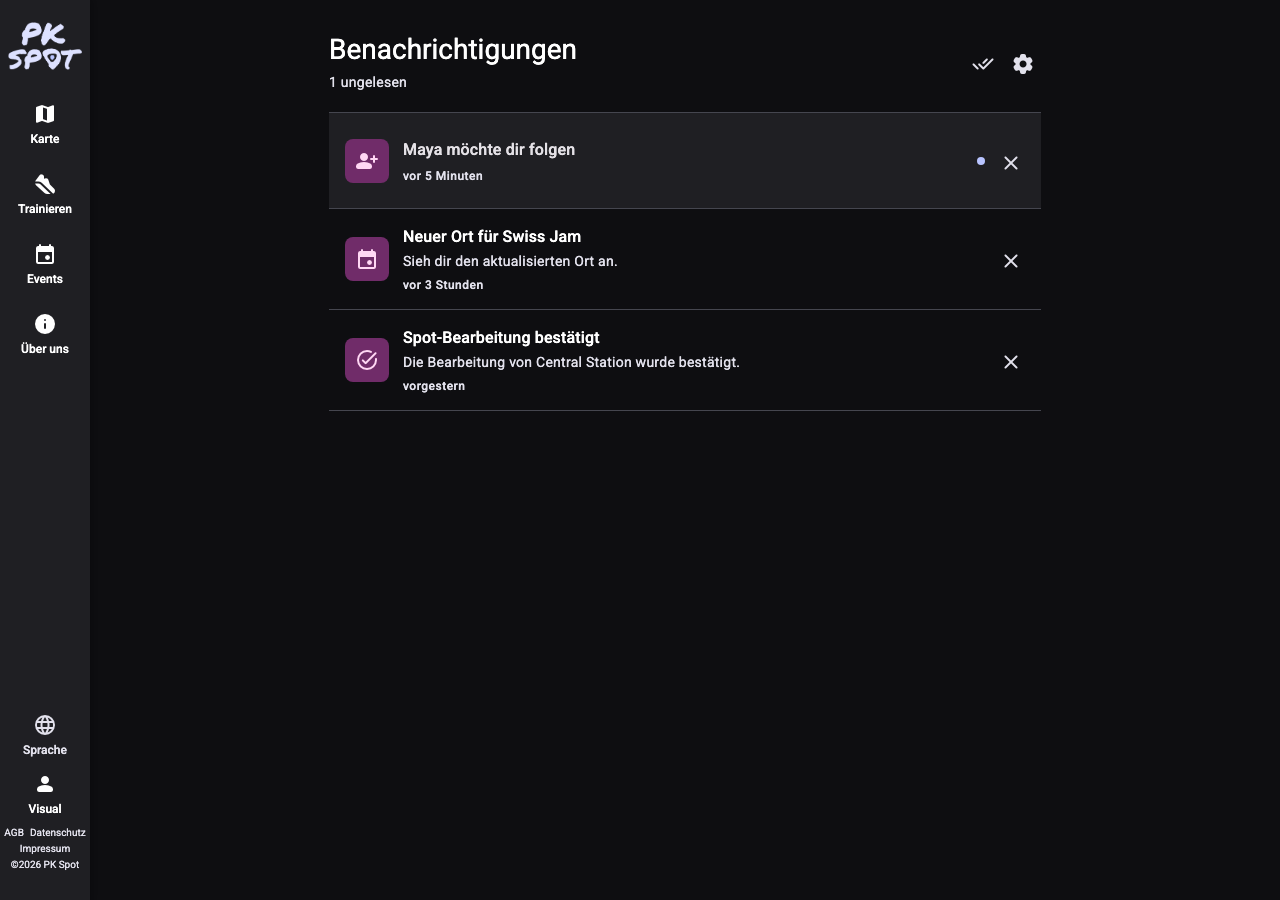 PK
SPOT
Karte
Trainieren
Events
Über uns
Sprache
Visual
AGB Datenschutz
Impressum
©2026 PK Spot
Benachrichtigungen
1 ungelesen
Maya möchte dir folgen
vor 5 Minuten
Neuer Ort für Swiss Jam
Sieh dir den aktualisierten Ort an.
vor 3 Stunden
Spot-Bearbeitung bestätigt
Die Bearbeitung von Central Station wurde bestätigt.
vorgestern